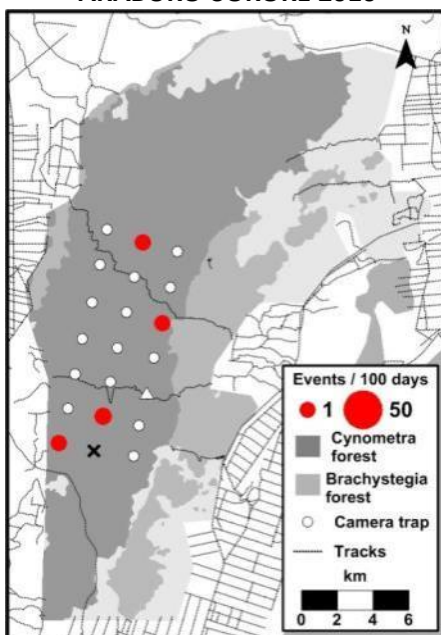 N
Events / 100 days
1 50
Cynometra
forest
Brachystegia
forest
Camera trap
Tracks
km
0 2 4 6